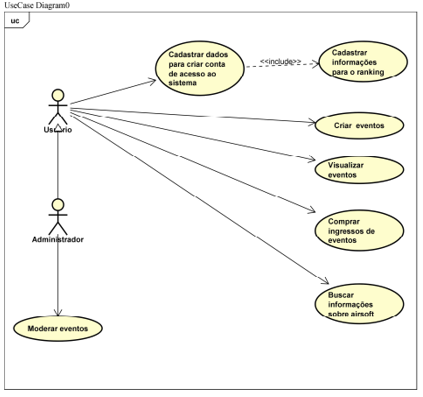 UseCase Diagram0
uc
Cadastrar dados
para criar conta
de acesso ao
sistema
<<include>>
Cadastrar
informações
para o ranking
Usuário
Criar eventos
Visualizar
eventos
Administrador
Comprar
ingressos de
eventos
Buscar
informações
sobre airsoft
Moderar eventos